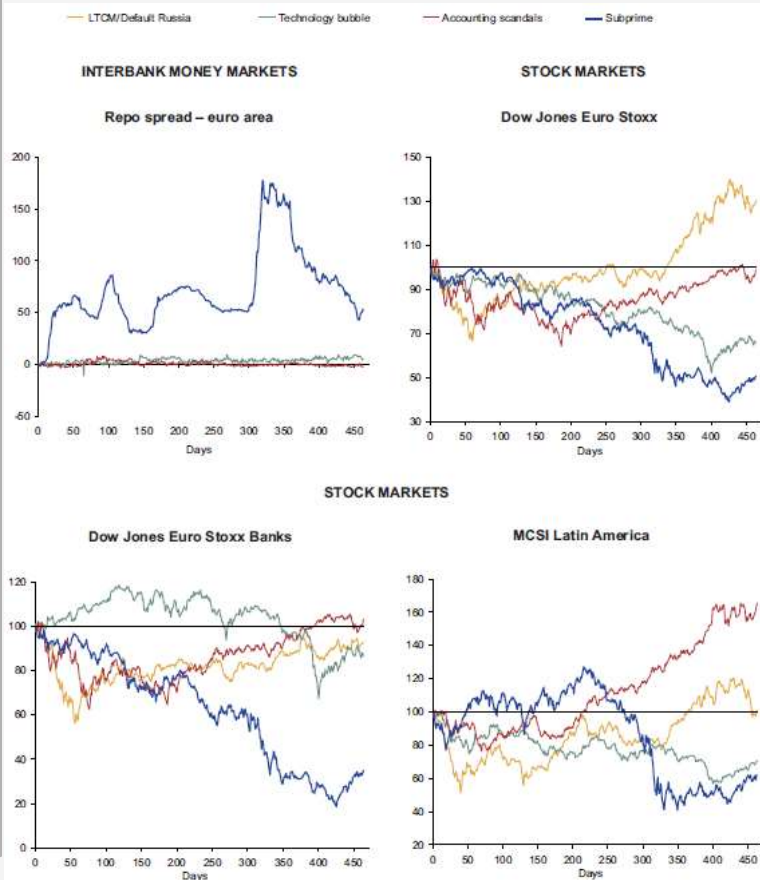 LTCM/Default Russia Technology bubble Accounting scandals Subprime
INTERBANK MONEY MARKETS
Repo spread – euro area
200
150
100
50
0
-50
0 50 100 150 200 250 300 350 400 450
Days
STOCK MARKETS
Dow Jones Euro Stoxx
150
130
110
90
70
50
30
0 50 100 150 200 250 300 350 400 450
Days
STOCK MARKETS
Dow Jones Euro Stoxx Banks
120
100
80
60
40
20
0
0 50 100 150 200 250 300 350 400 450
Days
MCSI Latin America
180
160
140
120
100
80
60
40
20
0 50 100 150 200 250 300 350 400 450
Days